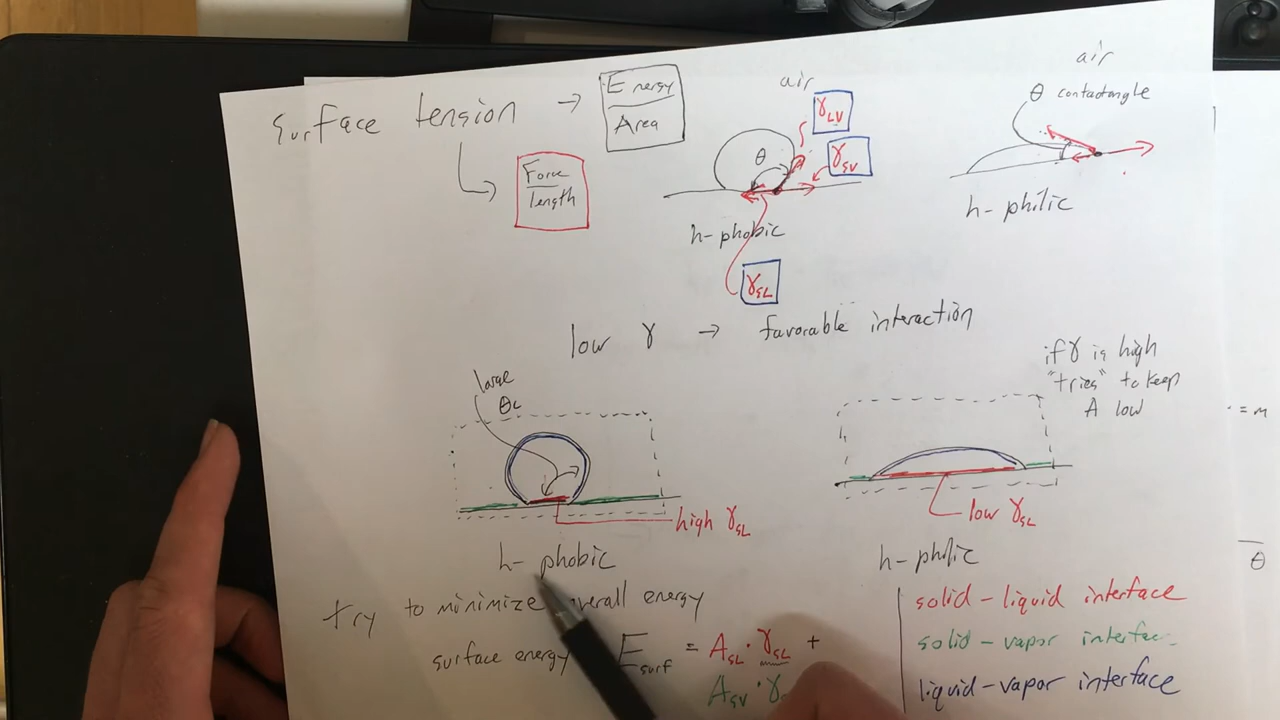 surface tension → Energy
Area
Force
length
air
γLV
γSV
θ
h-phobic
γSL
air
θ contact angle
h-philic
low γ → favorable interaction
if γ is high
"tries" to keep
A low
large
θc
high γSL
h-phobic
low γSL
h-philic
try to minimize overall energy
surface energy Esurf = ASL · γSL +
ASV · γ
solid-liquid interface
solid-vapor interfac
liquid-vapor interface
= m
θ